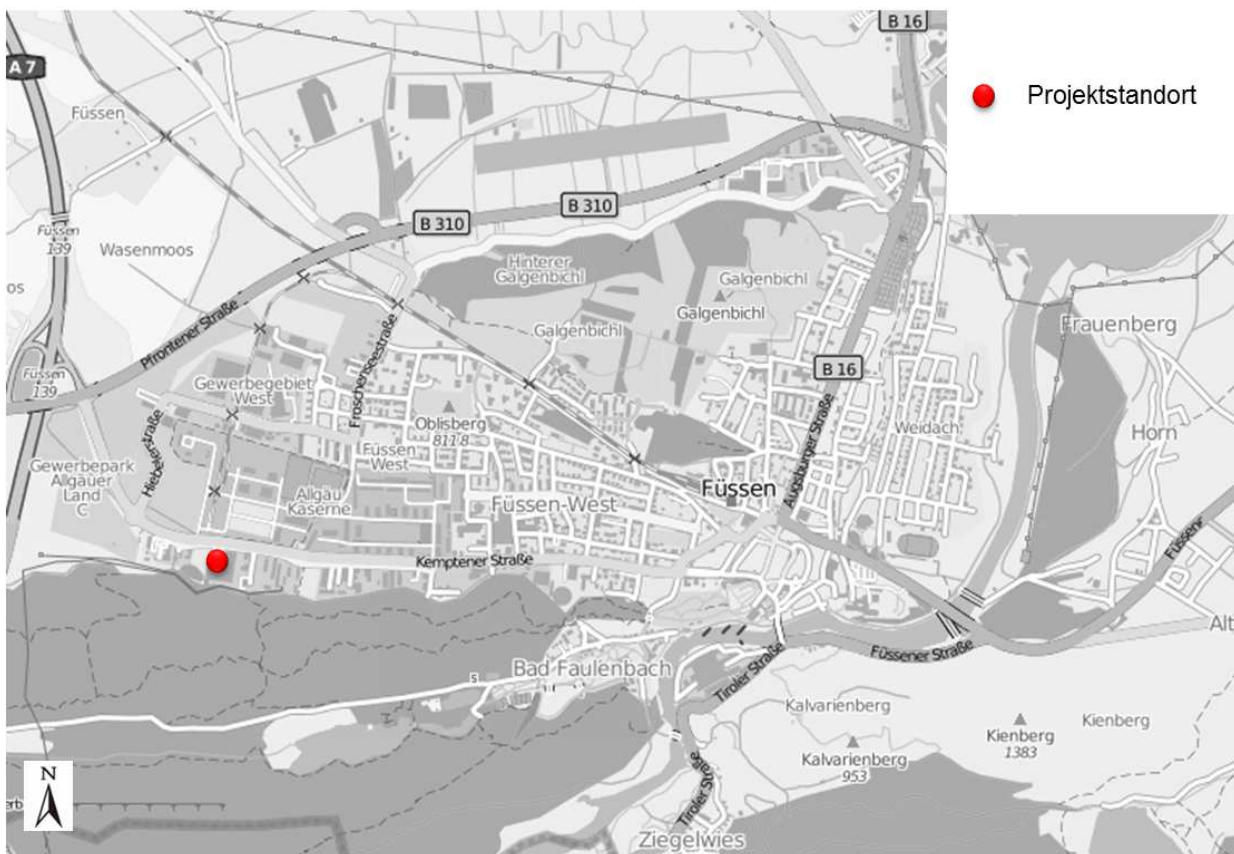 B 16
A 7
Projektstandort
Füssen
B 310
B 310
Füssen
139
Wasenmoos
Hinterer
Galgenbichl
Galgenbichl
Galgenbichl
Frauenberg
Pfrontener Straße
Galgenbichl
Füssen
139
Gewerbegebiet
West
Froschenseestraße
B 16
Oblisberg
811.8
Augsburger Straße
Weidach
Horn
Hiebelerstraße
Füssen
West
Gewerbepark
Allgäuer
Land
C
Allgäu
Kaserne
Füssen-West
Füssen
Füssener
Kemptener Straße
Alt
Bad Faulenbach
Tiroler Straße
Füssener Straße
Kalvarienberg
Kienberg
Kienberg
1383
Kalvarienberg
953
N
Tiroler Straße
Ziegelwies